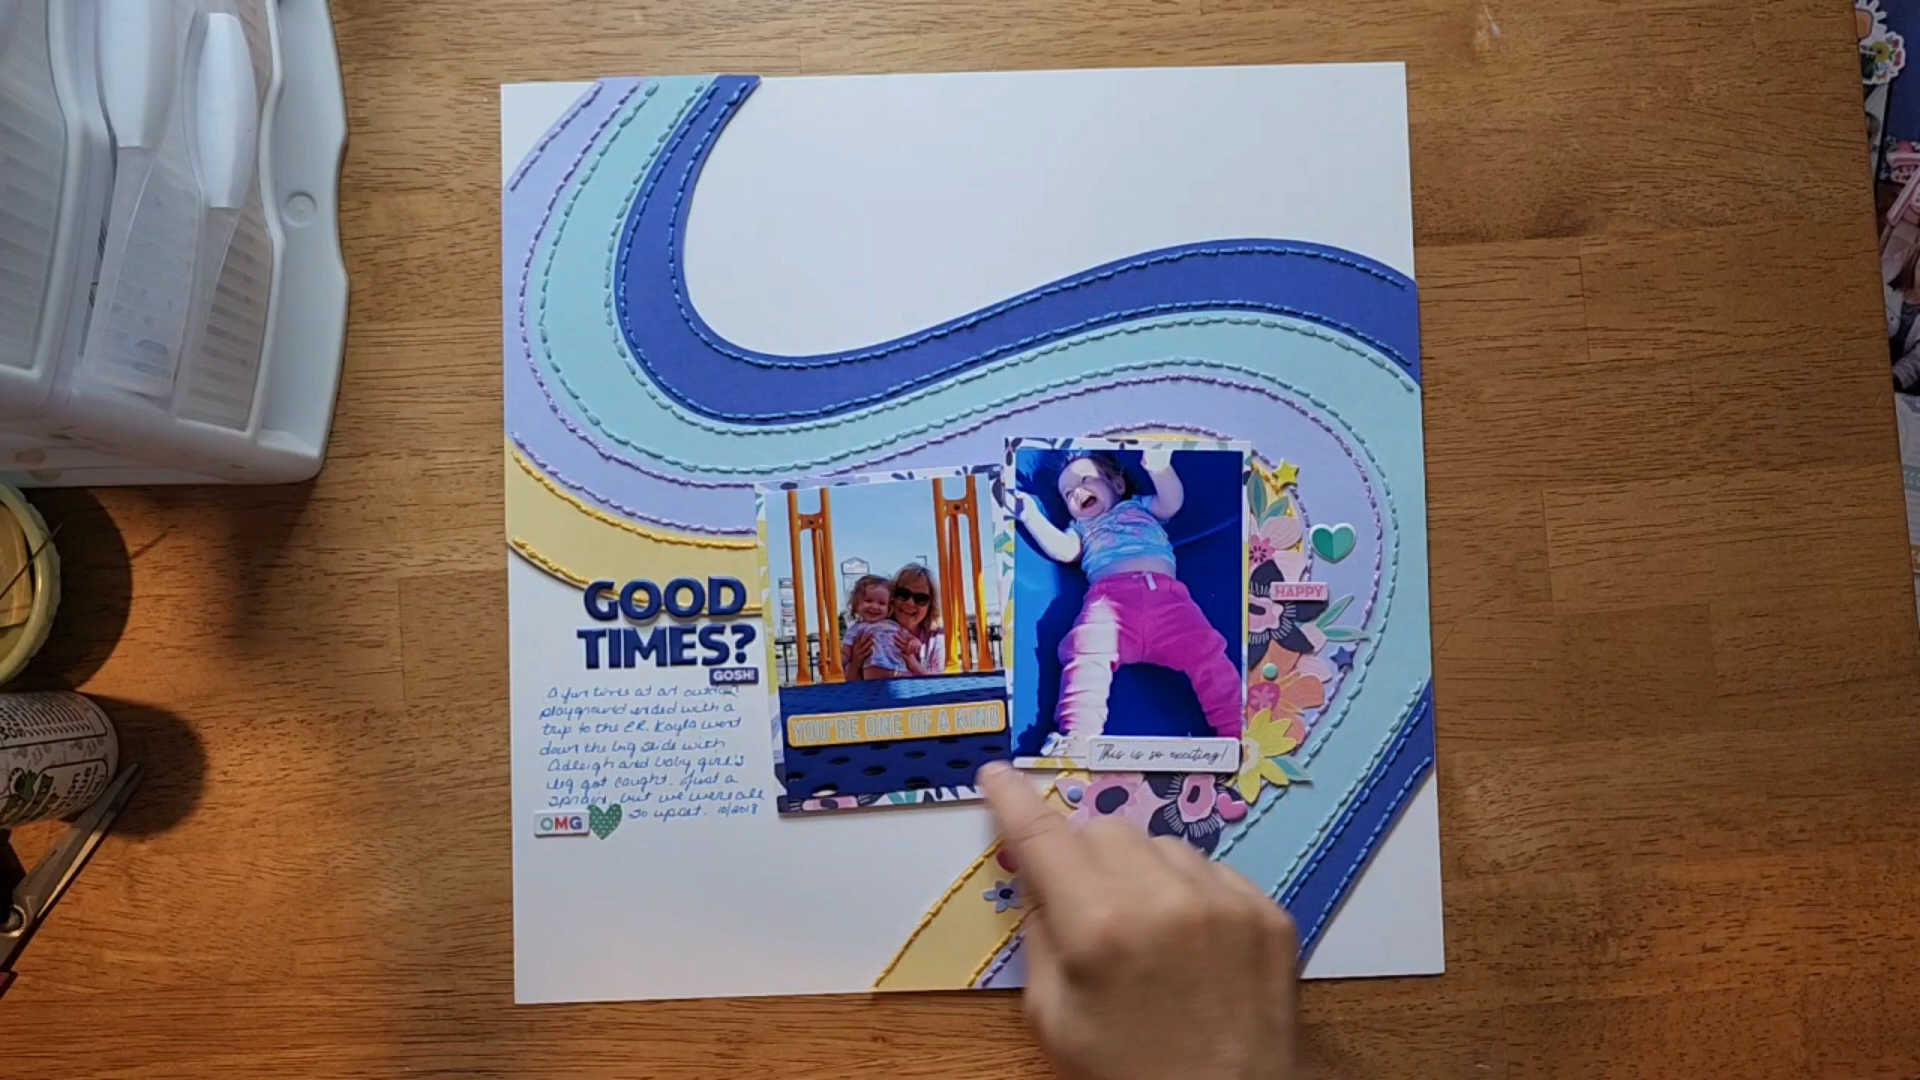 GOOD
TIMES?
GOSH!
A fun time at an outdoor
playground ended with a
trip to the ER. Kayla went
down the big slide with
Adleigh and baby girl's
leg got caught. Just a
sprain, but we were all
so upset. 10/2018
OMG
YOU'RE ONE OF A KIND
This is so exciting!
HAPPY